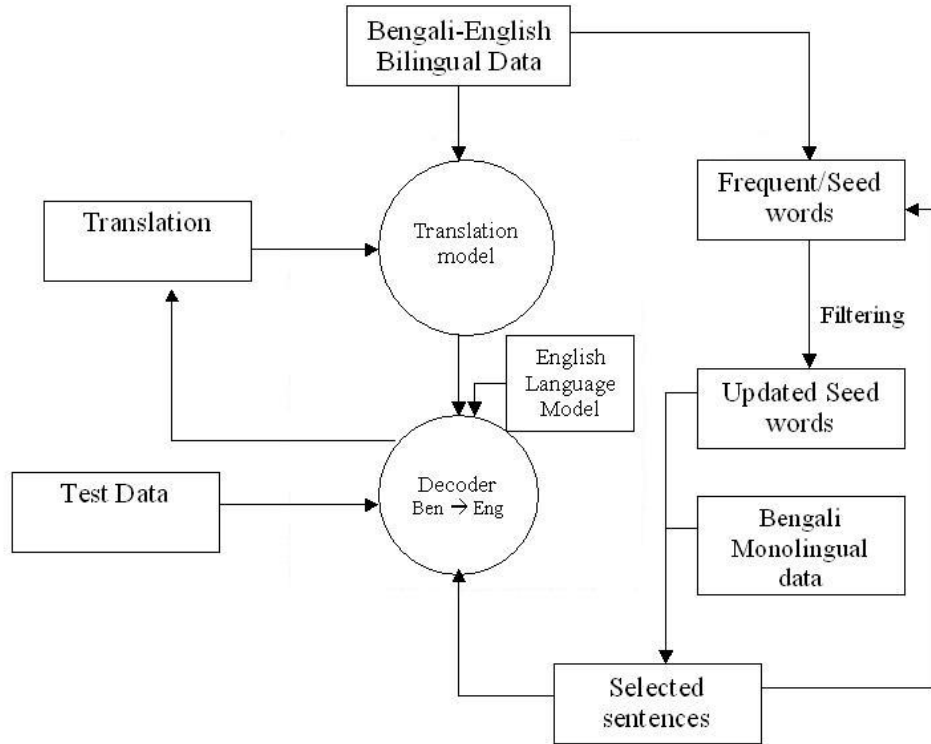 Bengali-English
Bilingual Data
Frequent/Seed
words
Translation
Translation
model
Filtering
English
Language
Model
Updated Seed
words
Test Data
Decoder
Ben → Eng
Bengali
Monolingual
data
Selected
sentences